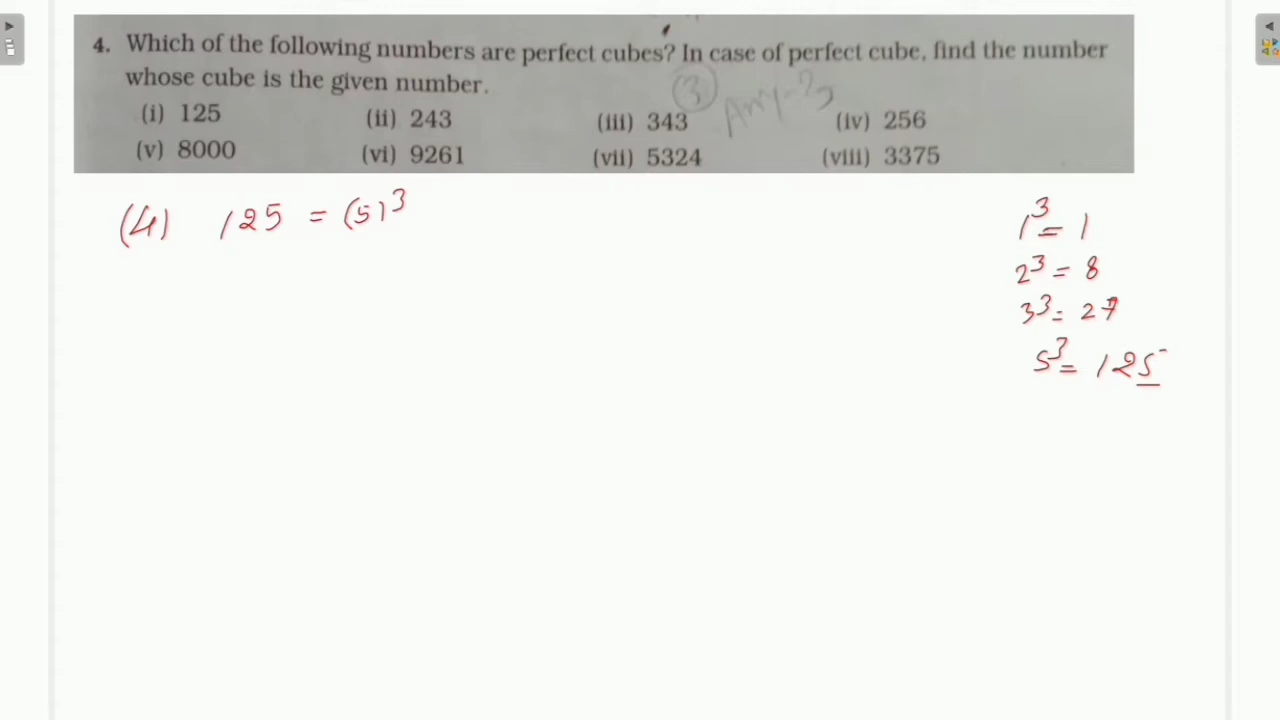 4. Which of the following numbers are perfect cubes? In case of perfect cube, find the number
whose cube is the given number.
(i) 125 (ii) 243 (iii) 343 (iv) 256
(v) 8000 (vi) 9261 (vii) 5324 (viii) 3375
3
(4) 125 = (5)³
1³ = 1
2³ = 8
3³ = 27
5³ = 125